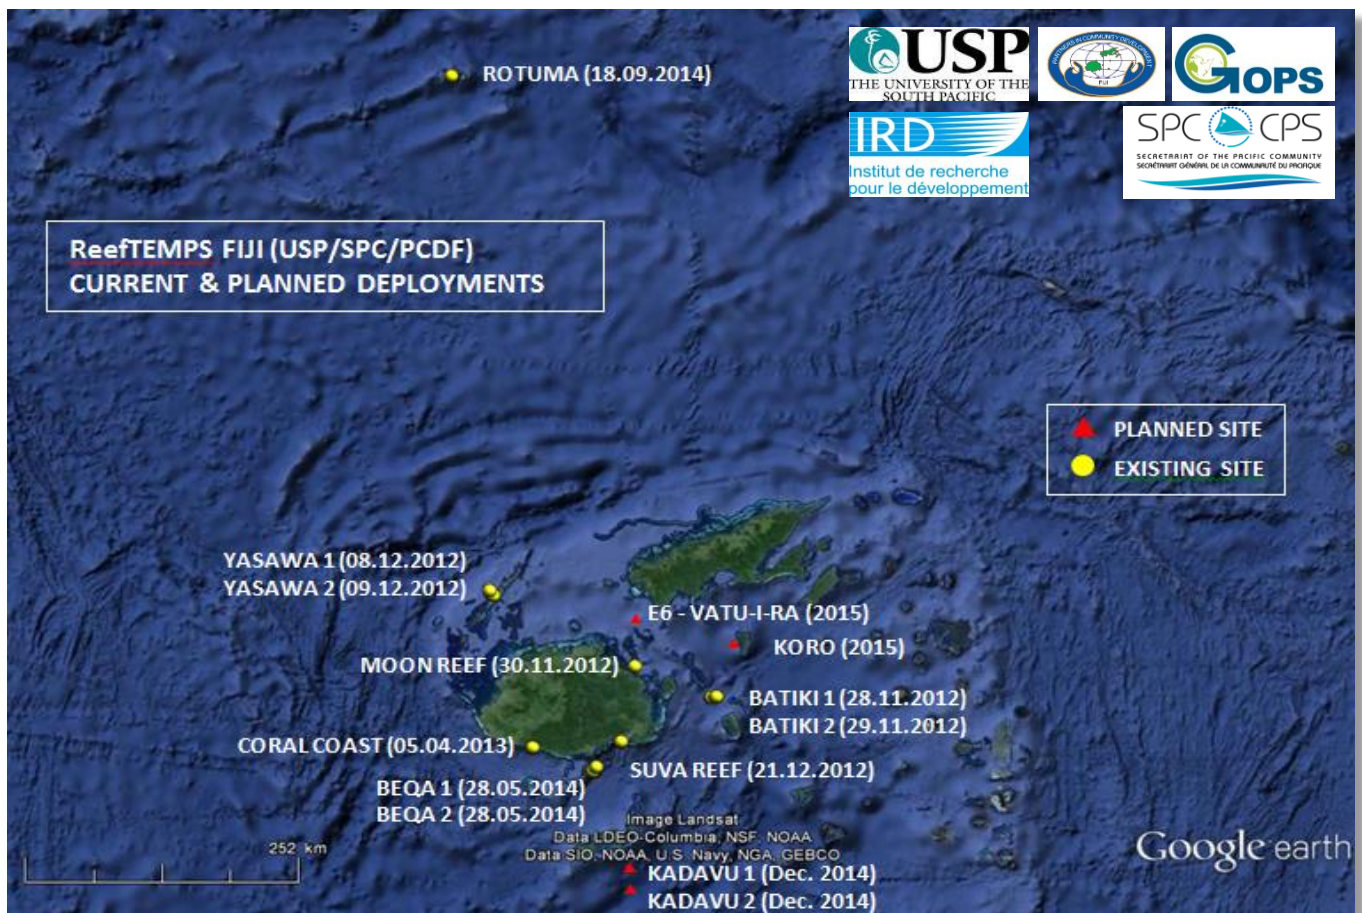 ROTUMA (18.09.2014)
USP
THE UNIVERSITY OF THE
SOUTH PACIFIC
PARTNERS IN COMMUNITY DEVELOPMENT
FIJI
GOPS
IRD
Institut de recherche
pour le développement
SPC CPS
SECRETARIAT OF THE PACIFIC COMMUNITY
SECRÉTARIAT GÉNÉRAL DE LA COMMUNAUTÉ DU PACIFIQUE
ReefTEMPS FIJI (USP/SPC/PCDF)
CURRENT & PLANNED DEPLOYMENTS
PLANNED SITE
EXISTING SITE
YASAWA 1 (08.12.2012)
YASAWA 2 (09.12.2012)
E6 - VATU-I-RA (2015)
KORO (2015)
MOON REEF (30.11.2012)
BATIKI 1 (28.11.2012)
BATIKI 2 (29.11.2012)
CORAL COAST (05.04.2013)
SUVA REEF (21.12.2012)
BEQA 1 (28.05.2014)
BEQA 2 (28.05.2014)
Image Landsat
Data LDEO-Columbia, NSF, NOAA
Data SIO, NOAA, U.S. Navy, NGA, GEBCO
252 km
Google earth
KADAVU 1 (Dec. 2014)
KADAVU 2 (Dec. 2014)